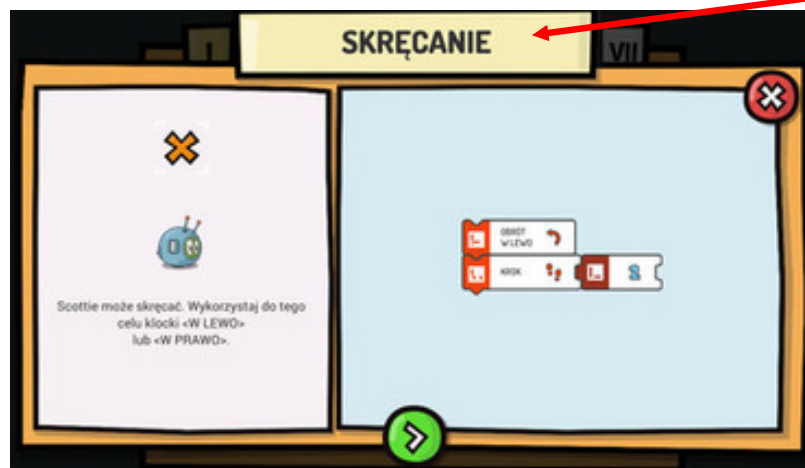 I
SKRĘCANIE
VII
OBRÓT
W LEWO
KROK
2
Scottie może skręcać. Wykorzystaj do tego
celu klocki «W LEWO»
lub «W PRAWO».